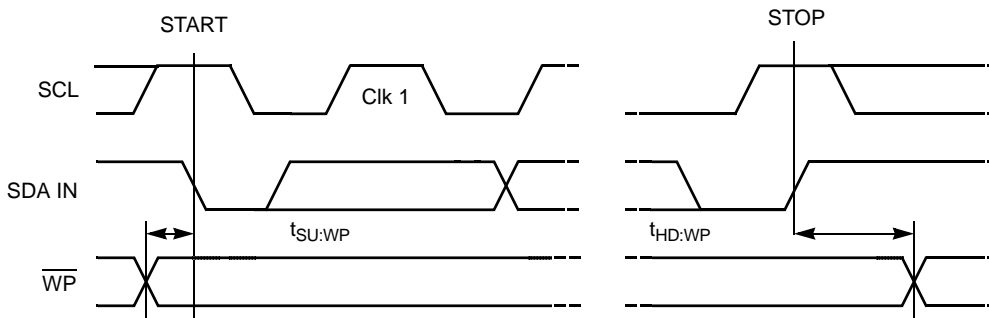 START
STOP
SCL
Clk 1
SDA IN
tSU:WP
tHD:WP
WP